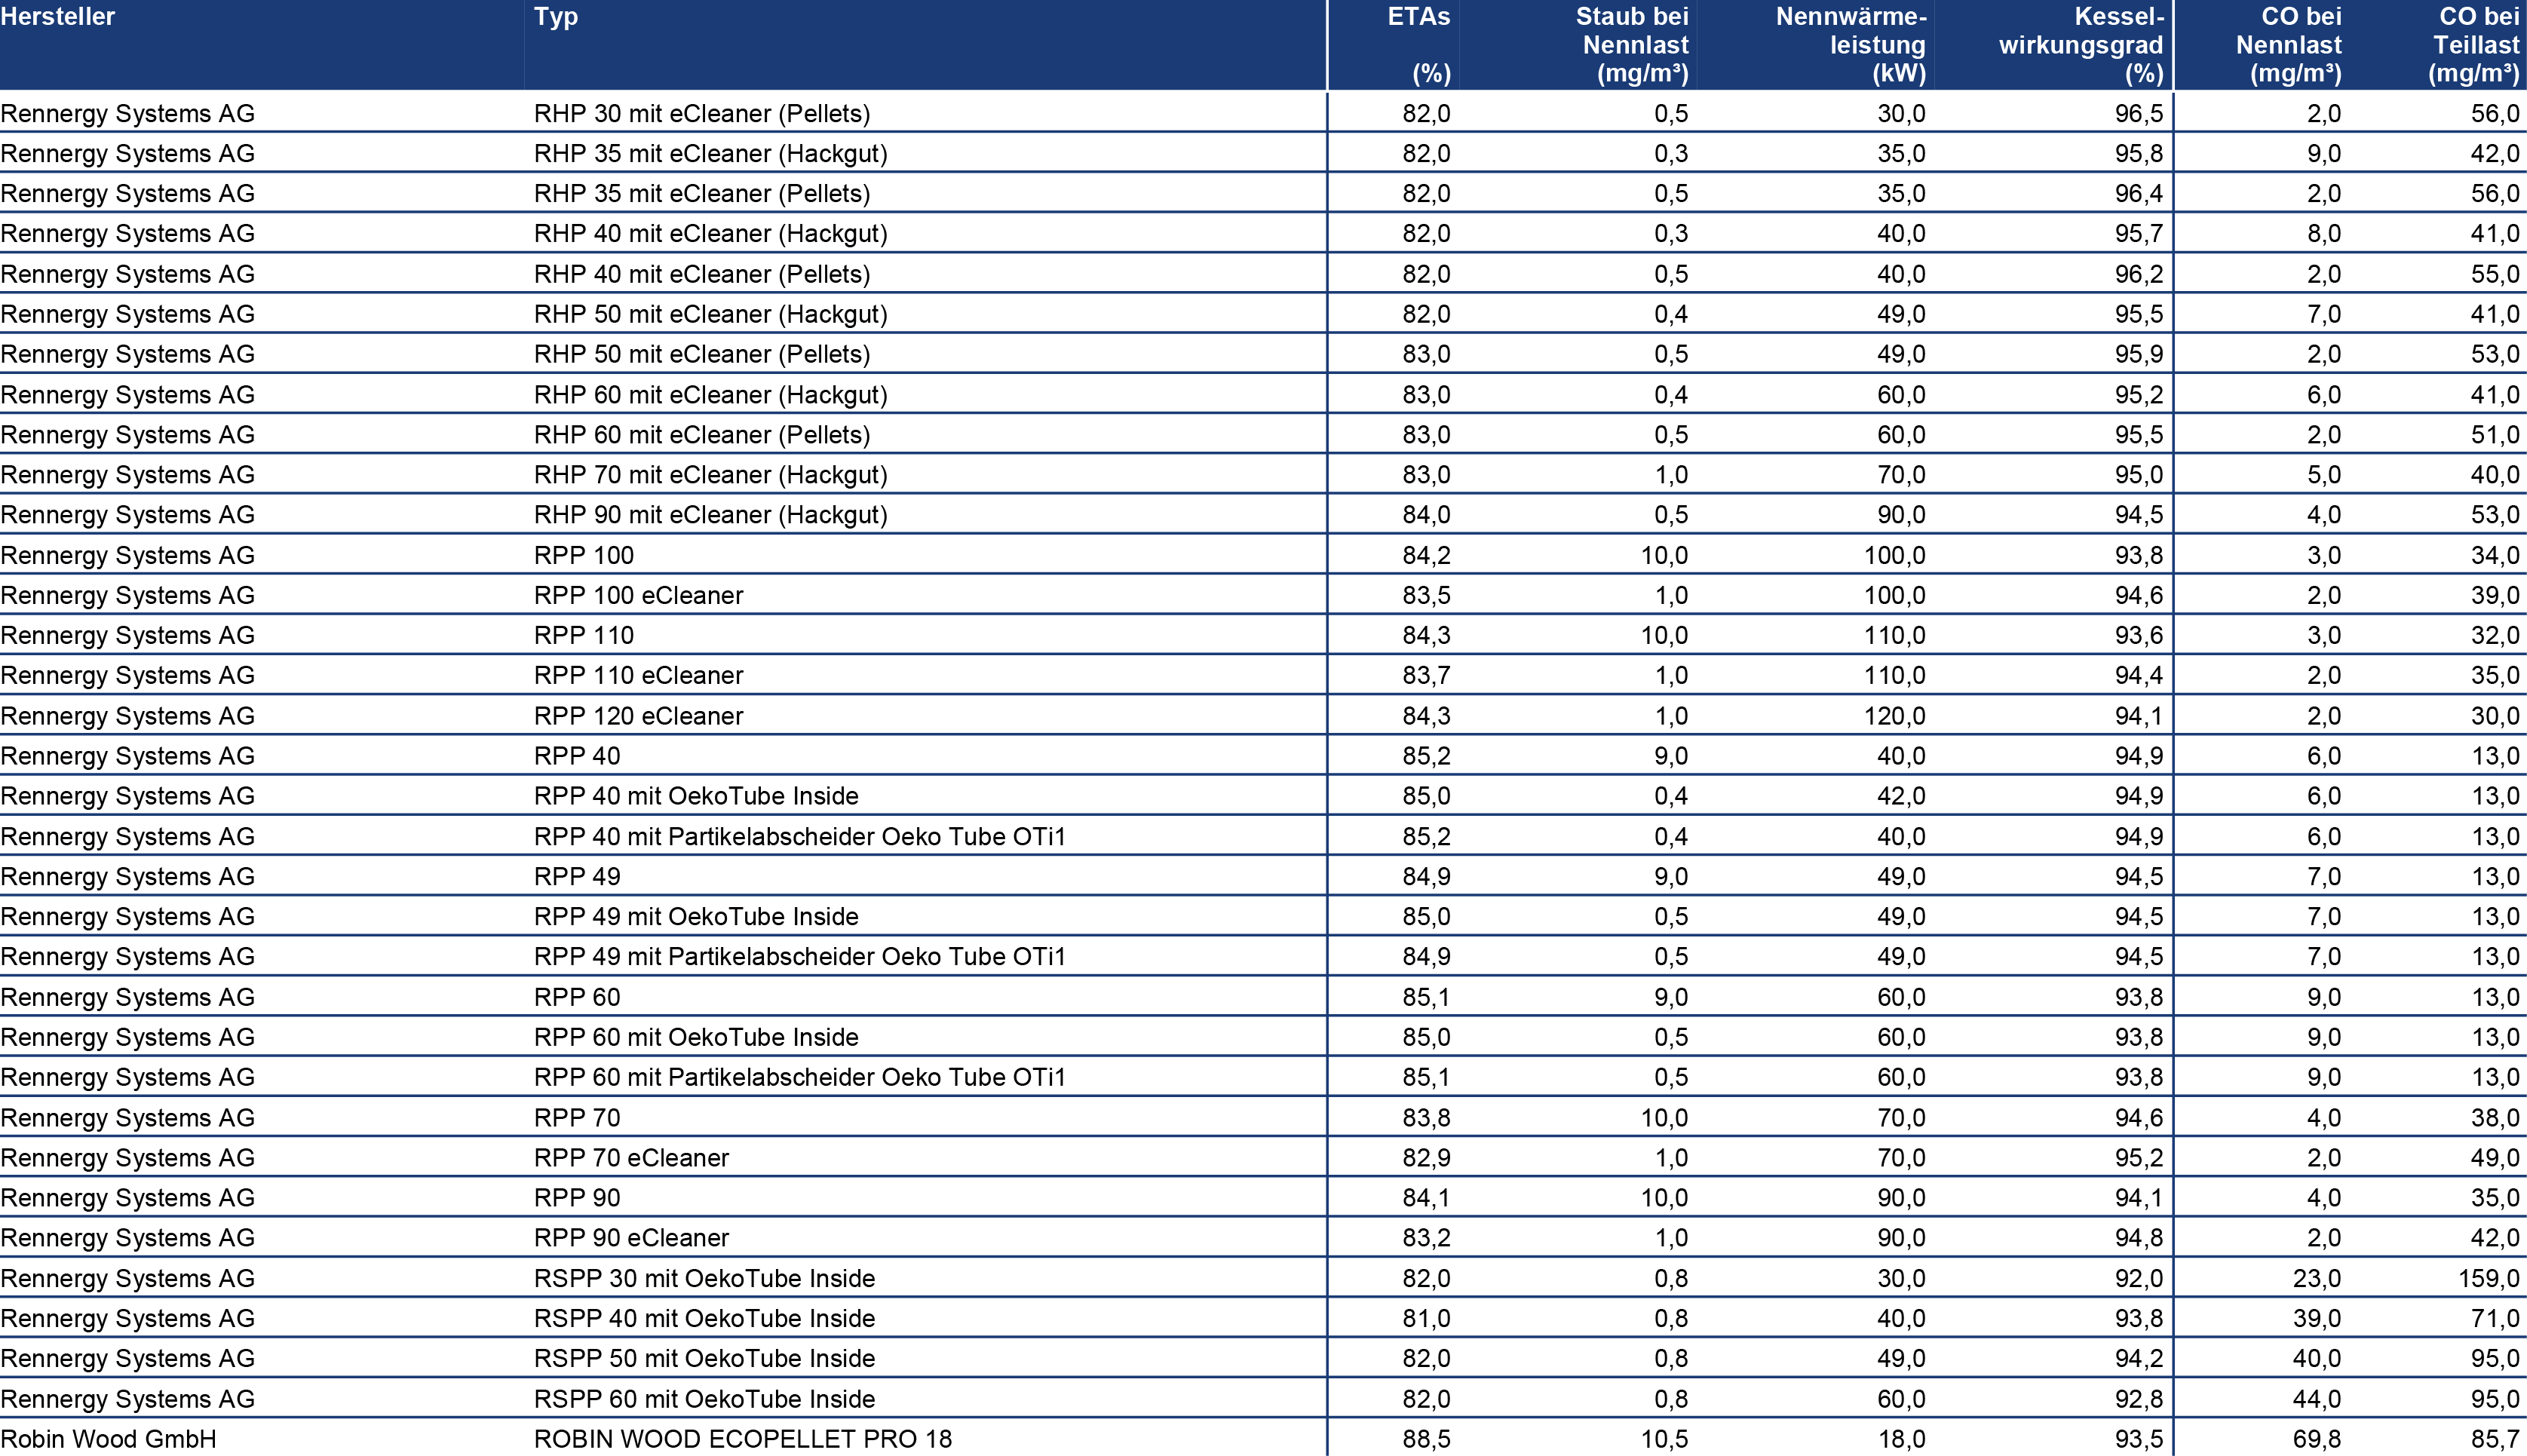 Hersteller Typ ETAs Staub bei Nennwärme- Kessel- CO bei CO bei
Nennlast leistung wirkungsgrad Nennlast Teillast
(%) (mg/m³) (kW) (%) (mg/m³) (mg/m³)
Rennergy Systems AG RHP 30 mit eCleaner (Pellets) 82,0 0,5 30,0 96,5 2,0 56,0
Rennergy Systems AG RHP 35 mit eCleaner (Hackgut) 82,0 0,3 35,0 95,8 9,0 42,0
Rennergy Systems AG RHP 35 mit eCleaner (Pellets) 82,0 0,5 35,0 96,4 2,0 56,0
Rennergy Systems AG RHP 40 mit eCleaner (Hackgut) 82,0 0,3 40,0 95,7 8,0 41,0
Rennergy Systems AG RHP 40 mit eCleaner (Pellets) 82,0 0,5 40,0 96,2 2,0 55,0
Rennergy Systems AG RHP 50 mit eCleaner (Hackgut) 82,0 0,4 49,0 95,5 7,0 41,0
Rennergy Systems AG RHP 50 mit eCleaner (Pellets) 83,0 0,5 49,0 95,9 2,0 53,0
Rennergy Systems AG RHP 60 mit eCleaner (Hackgut) 83,0 0,4 60,0 95,2 6,0 41,0
Rennergy Systems AG RHP 60 mit eCleaner (Pellets) 83,0 0,5 60,0 95,5 2,0 51,0
Rennergy Systems AG RHP 70 mit eCleaner (Hackgut) 83,0 1,0 70,0 95,0 5,0 40,0
Rennergy Systems AG RHP 90 mit eCleaner (Hackgut) 84,0 0,5 90,0 94,5 4,0 53,0
Rennergy Systems AG RPP 100 84,2 10,0 100,0 93,8 3,0 34,0
Rennergy Systems AG RPP 100 eCleaner 83,5 1,0 100,0 94,6 2,0 39,0
Rennergy Systems AG RPP 110 84,3 10,0 110,0 93,6 3,0 32,0
Rennergy Systems AG RPP 110 eCleaner 83,7 1,0 110,0 94,4 2,0 35,0
Rennergy Systems AG RPP 120 eCleaner 84,3 1,0 120,0 94,1 2,0 30,0
Rennergy Systems AG RPP 40 85,2 9,0 40,0 94,9 6,0 13,0
Rennergy Systems AG RPP 40 mit OekoTube Inside 85,0 0,4 42,0 94,9 6,0 13,0
Rennergy Systems AG RPP 40 mit Partikelabscheider Oeko Tube OTi1 85,2 0,4 40,0 94,9 6,0 13,0
Rennergy Systems AG RPP 49 84,9 9,0 49,0 94,5 7,0 13,0
Rennergy Systems AG RPP 49 mit OekoTube Inside 85,0 0,5 49,0 94,5 7,0 13,0
Rennergy Systems AG RPP 49 mit Partikelabscheider Oeko Tube OTi1 84,9 0,5 49,0 94,5 7,0 13,0
Rennergy Systems AG RPP 60 85,1 9,0 60,0 93,8 9,0 13,0
Rennergy Systems AG RPP 60 mit OekoTube Inside 85,0 0,5 60,0 93,8 9,0 13,0
Rennergy Systems AG RPP 60 mit Partikelabscheider Oeko Tube OTi1 85,1 0,5 60,0 93,8 9,0 13,0
Rennergy Systems AG RPP 70 83,8 10,0 70,0 94,6 4,0 38,0
Rennergy Systems AG RPP 70 eCleaner 82,9 1,0 70,0 95,2 2,0 49,0
Rennergy Systems AG RPP 90 84,1 10,0 90,0 94,1 4,0 35,0
Rennergy Systems AG RPP 90 eCleaner 83,2 1,0 90,0 94,8 2,0 42,0
Rennergy Systems AG RSPP 30 mit OekoTube Inside 82,0 0,8 30,0 92,0 23,0 159,0
Rennergy Systems AG RSPP 40 mit OekoTube Inside 81,0 0,8 40,0 93,8 39,0 71,0
Rennergy Systems AG RSPP 50 mit OekoTube Inside 82,0 0,8 49,0 94,2 40,0 95,0
Rennergy Systems AG RSPP 60 mit OekoTube Inside 82,0 0,8 60,0 92,8 44,0 95,0
Robin Wood GmbH ROBIN WOOD ECOPELLET PRO 18 88,5 10,5 18,0 93,5 69,8 85,7